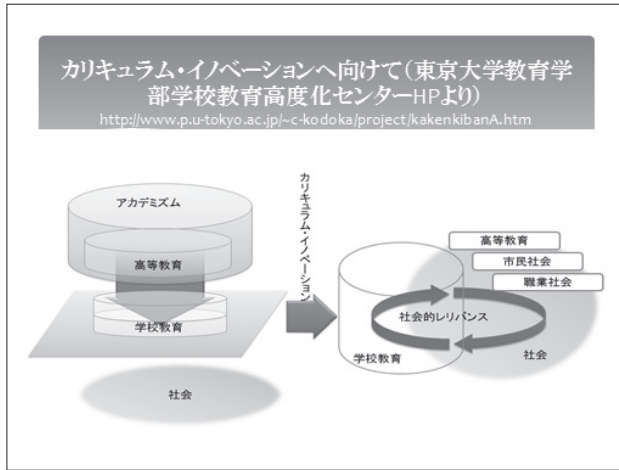 カリキュラム・イノベーションへ向けて(東京大学教育学
部学校教育高度化センターHPより)
http://www.p.u-tokyo.ac.jp/~c-kodoka/project/kakenkibanA.htm
アカデミズム
高等教育
学校教育
社会
カリキュラム・イノベーション
高等教育
市民社会
職業社会
社会的レリバンス
学校教育
社会